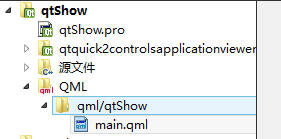 qtShow
qtShow.pro
qtquick2controlsapplicationviewer
源文件
QML
qml/qtShow
main.qml